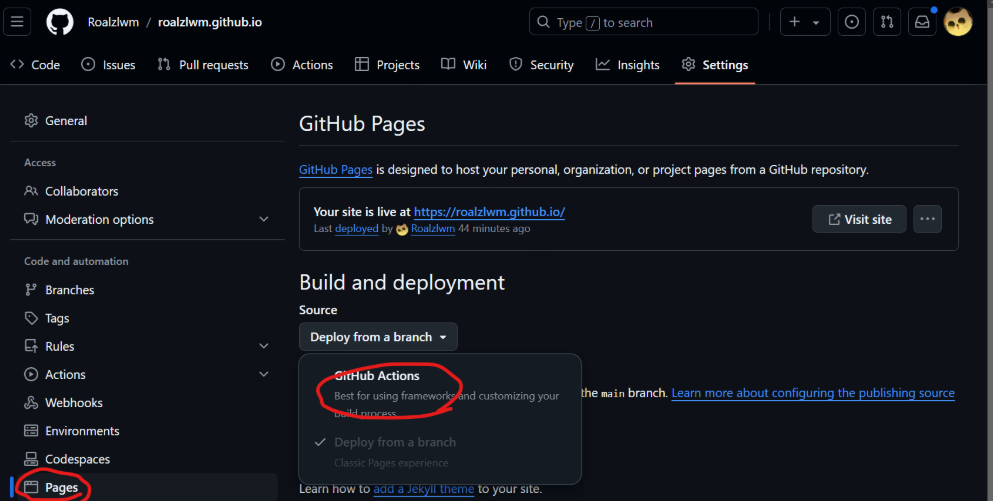 Roalzlwm / roalzlwm.github.io
Type / to search
Code Issues Pull requests Actions Projects Wiki Security Insights Settings
General
Access
Collaborators
Moderation options
Code and automation
Branches
Tags
Rules
Actions
Webhooks
Environments
Codespaces
Pages
GitHub Pages
GitHub Pages is designed to host your personal, organization, or project pages from a GitHub repository.
Your site is live at https://roalzlwm.github.io/
Last deployed by Roalzlwm 44 minutes ago
Visit site
Build and deployment
Source
Deploy from a branch
GitHub Actions
Best for using frameworks and customizing your
build process
Deploy from a branch
Classic Pages experience
the main branch. Learn more about configuring the publishing source
Learn how to add a Jekyll theme to your site.